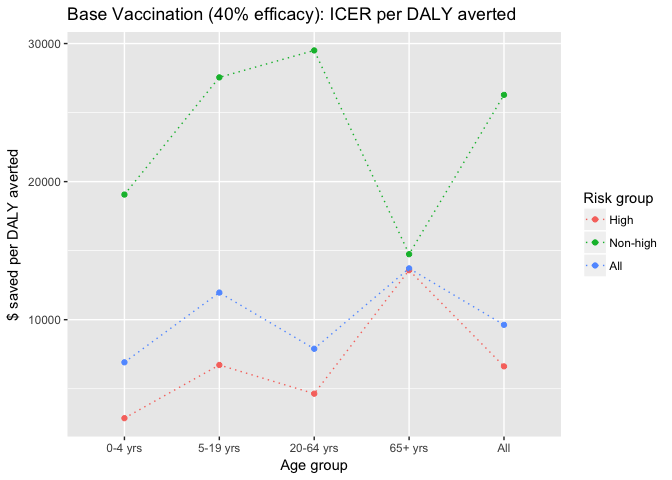 Base Vaccination (40% efficacy): ICER per DALY averted
$ saved per DALY averted
30000
20000
10000
0-4 yrs
5-19 yrs
20-64 yrs
65+ yrs
All
Age group
Risk group
High
Non-high
All